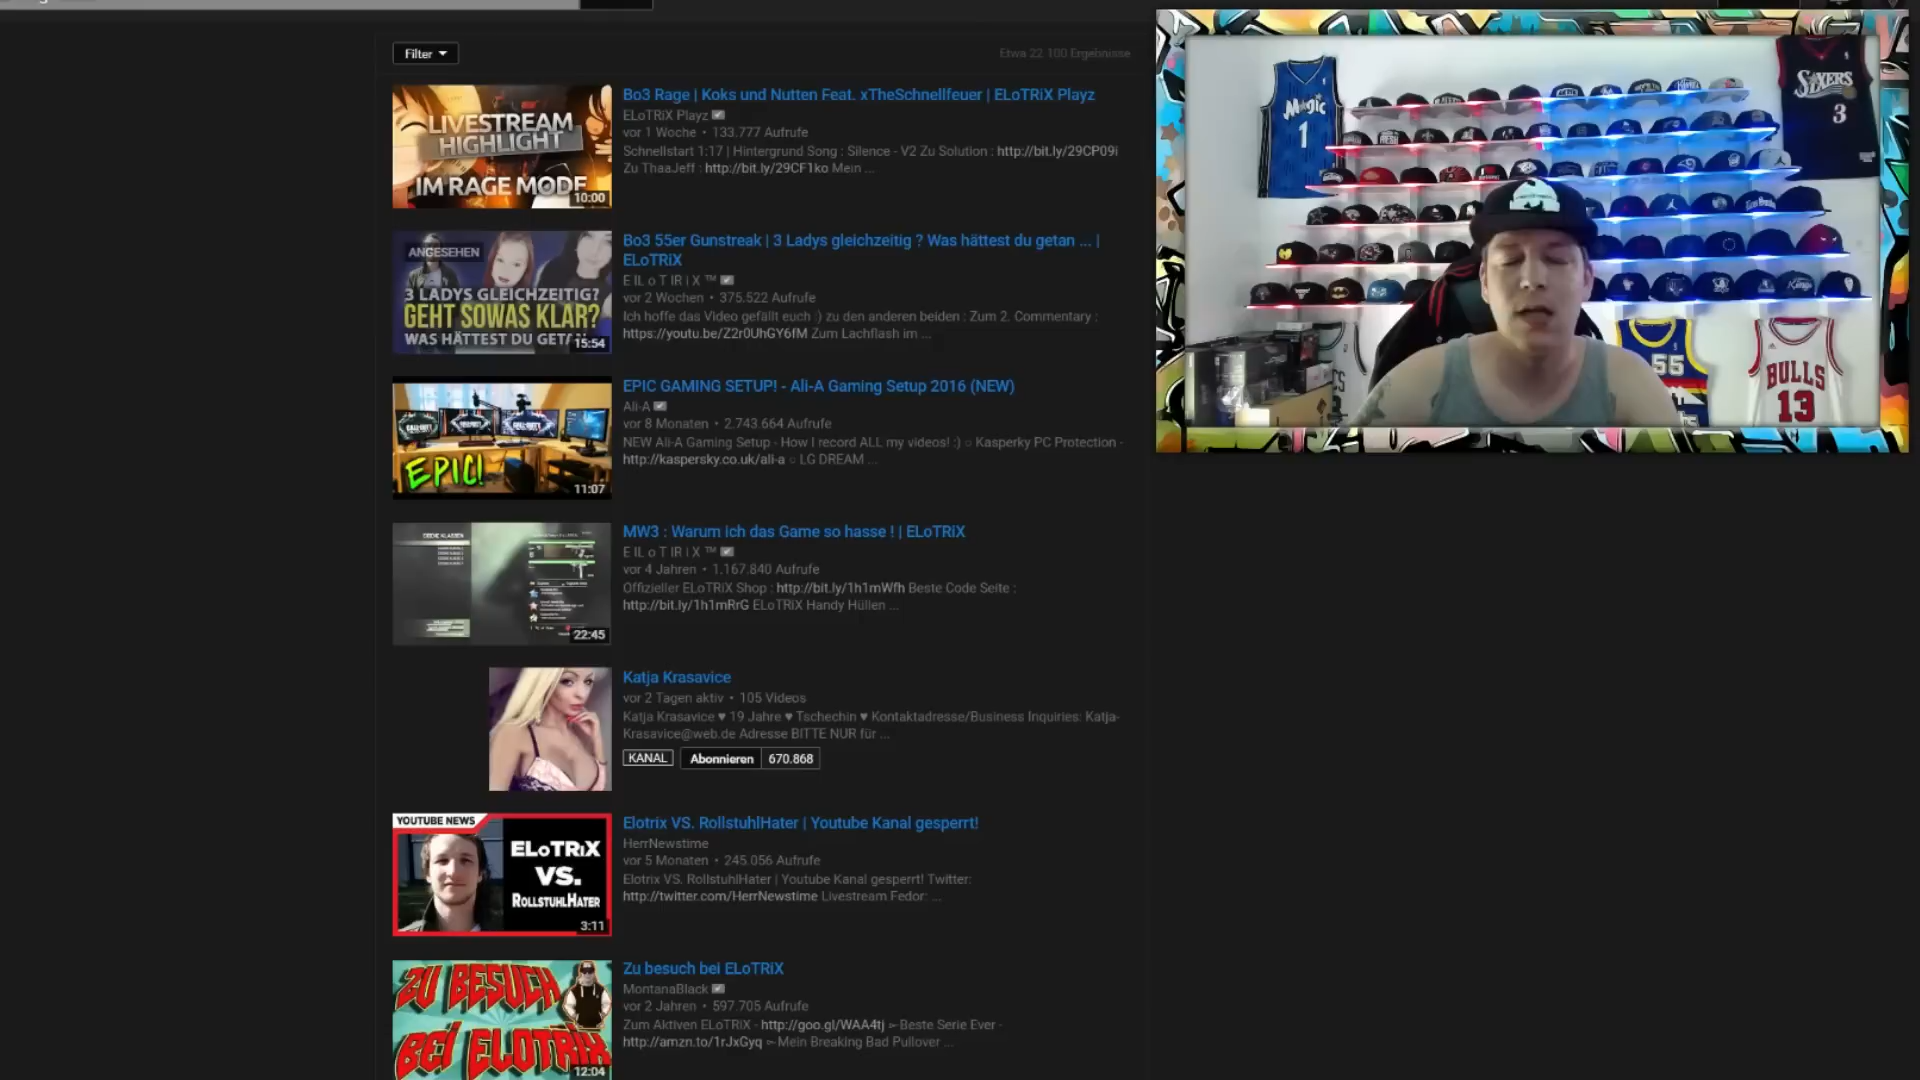 Filter
Etwa 22 100 Ergebnisse
LIVESTREAM
HIGHLIGHT
IM RAGE MODE
10:00
Bo3 Rage | Koks und Nutten Feat. xTheSchnellfeuer | ELoTRiX Playz
ELoTRiX Playz
vor 1 Woche • 133.777 Aufrufe
Schnellstart 1:17 | Hintergrund Song : Silence - V2 Zu Solution : http://bit.ly/29CP09i
Zu ThaaJeff : http://bit.ly/29CF1ko Mein ...
ANGESEHEN
3 LADYS GLEICHZEITIG?
GEHT SOWAS KLAR?
WAS HÄTTEST DU GETAN
15:54
Bo3 55er Gunstreak | 3 Ladys gleichzeitig ? Was hättest du getan ... |
ELoTRiX
E lL o T lR i X ™
vor 2 Wochen • 375.522 Aufrufe
Ich hoffe das Video gefällt euch :) zu den anderen beiden : Zum 2. Commentary :
https://youtu.be/Z2r0UhGY6fM Zum Lachflash im ...
EPIC!
11:07
EPIC GAMING SETUP! - Ali-A Gaming Setup 2016 (NEW)
Ali-A
vor 8 Monaten • 2.743.664 Aufrufe
NEW Ali-A Gaming Setup - How I record ALL my videos! :) ○ Kasperky PC Protection -
http://kaspersky.co.uk/ali-a ○ LG DREAM ...
22:45
MW3 : Warum ich das Game so hasse ! | ELoTRiX
E lL o T lR i X ™
vor 4 Jahren • 1.167.840 Aufrufe
Offizieller ELoTRiX Shop : http://bit.ly/1h1mWfh Beste Code Seite :
http://bit.ly/1h1mRrG ELoTRiX Handy Hüllen ...
Katja Krasavice
vor 2 Tagen aktiv • 105 Videos
Katja Krasavice ♥ 19 Jahre ♥ Tschechin ♥ Kontaktadresse/Business Inquiries: Katja-
Krasavice@web.de Adresse BITTE NUR für ...
KANAL Abonnieren 670.868
YOUTUBE NEWS
ELoTRiX
VS.
ROLLSTUHLHATER
3:11
Elotrix VS. RollstuhlHater | Youtube Kanal gesperrt!
HerrNewstime
vor 5 Monaten • 245.056 Aufrufe
Elotrix VS. RollstuhlHater | Youtube Kanal gesperrt! Twitter:
http://twitter.com/HerrNewstime Livestream Fedor: ...
ZU BESUCH
BEI ELOTRIX
12:04
Zu besuch bei ELoTRiX
MontanaBlack
vor 2 Jahren • 597.705 Aufrufe
Zum Aktiven ELoTRiX - http://goo.gl/WAA4tj ➢ Beste Serie Ever -
http://amzn.to/1rJxGyq ➢ Mein Breaking Bad Pullover ...
Magic
1
SIXERS
3
55
BULLS
13